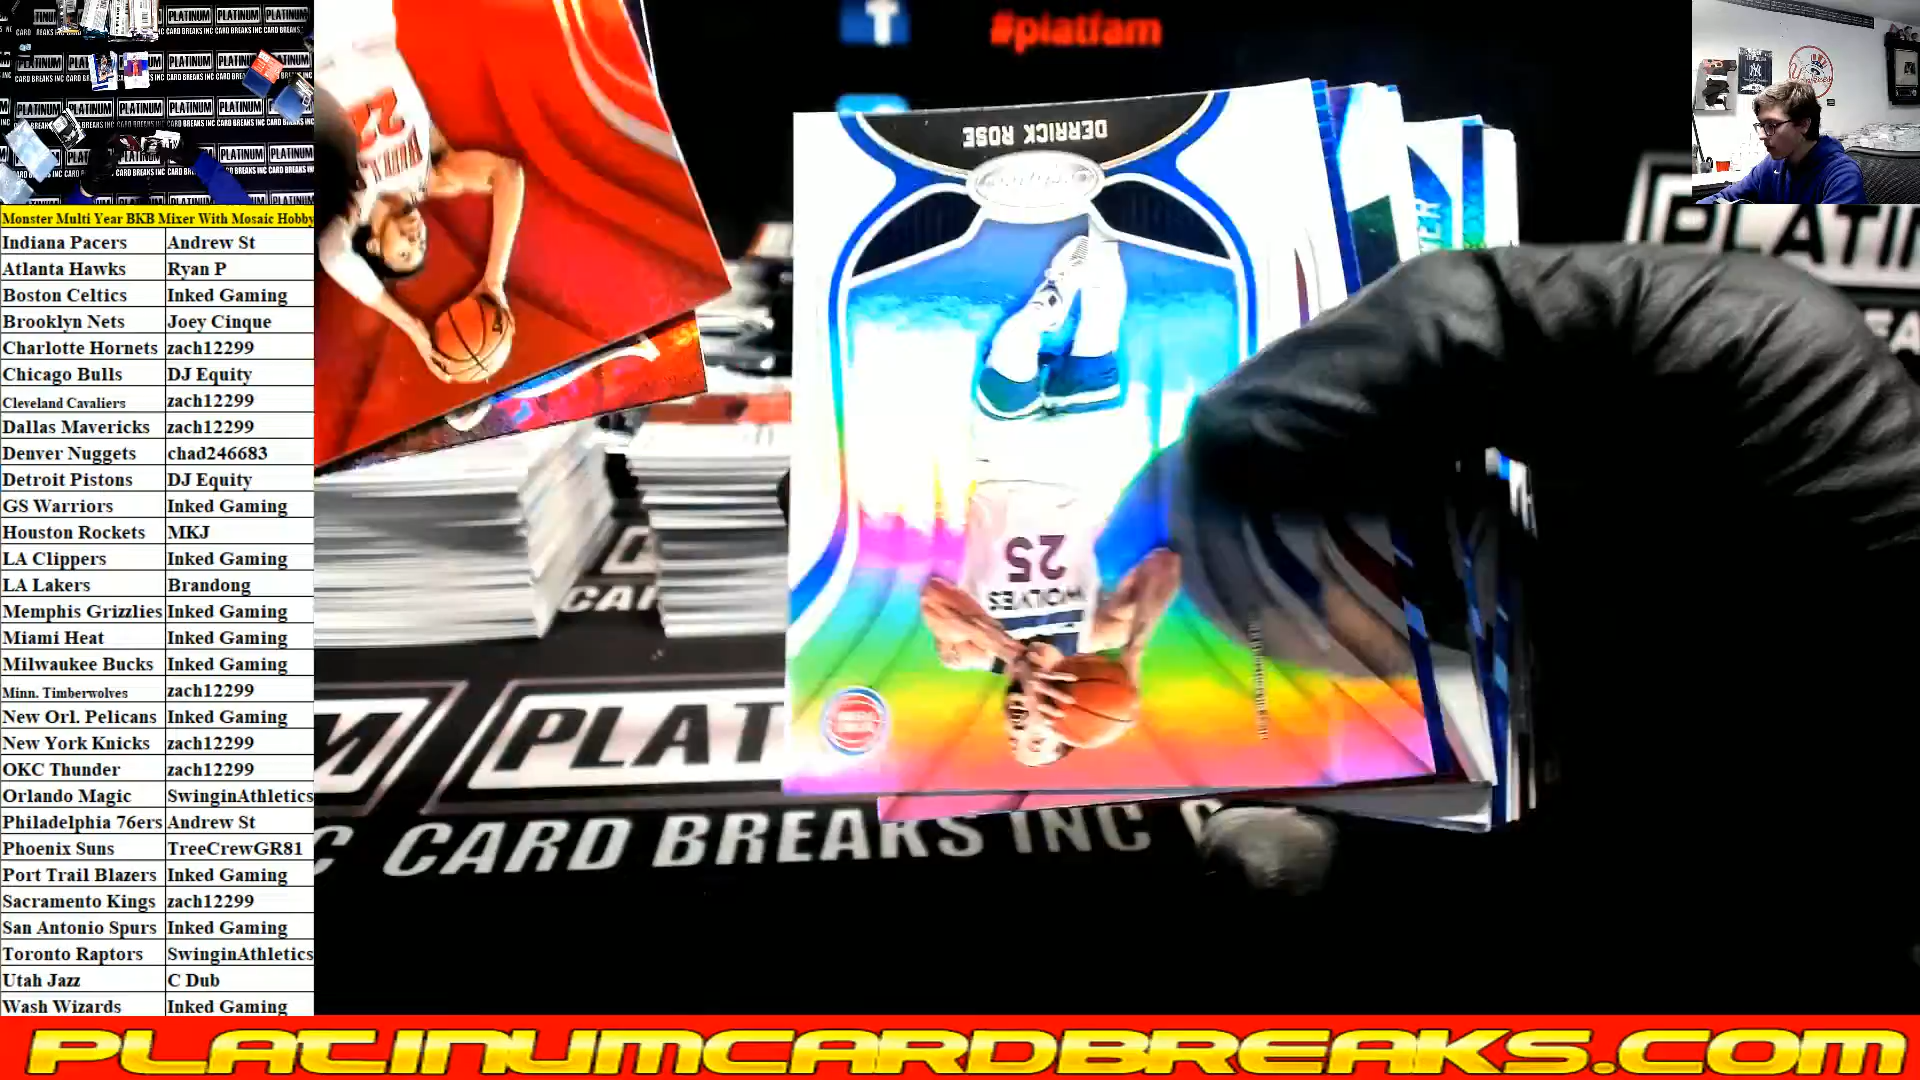 #platfam
Monster Multi Year BKB Mixer With Mosaic Hobby
Indiana Pacers Andrew St
Atlanta Hawks Ryan P
Boston Celtics Inked Gaming
Brooklyn Nets Joey Cinque
Charlotte Hornets zach12299
Chicago Bulls DJ Equity
Cleveland Cavaliers zach12299
Dallas Mavericks zach12299
Denver Nuggets chad246683
Detroit Pistons DJ Equity
GS Warriors Inked Gaming
Houston Rockets MKJ
LA Clippers Inked Gaming
LA Lakers Brandong
Memphis Grizzlies Inked Gaming
Miami Heat Inked Gaming
Milwaukee Bucks Inked Gaming
Minn. Timberwolves zach12299
New Orl. Pelicans Inked Gaming
New York Knicks zach12299
OKC Thunder zach12299
Orlando Magic SwinginAthletics
Philadelphia 76ers Andrew St
Phoenix Suns TreeCrewGR81
Port Trail Blazers Inked Gaming
Sacramento Kings zach12299
San Antonio Spurs Inked Gaming
Toronto Raptors SwinginAthletics
Utah Jazz C Dub
Wash Wizards Inked Gaming
22
DERRICK ROSE
25
WOLVES
PLAT
CARD BREAKS INC
PLATINUMCARDBREAKS.COM